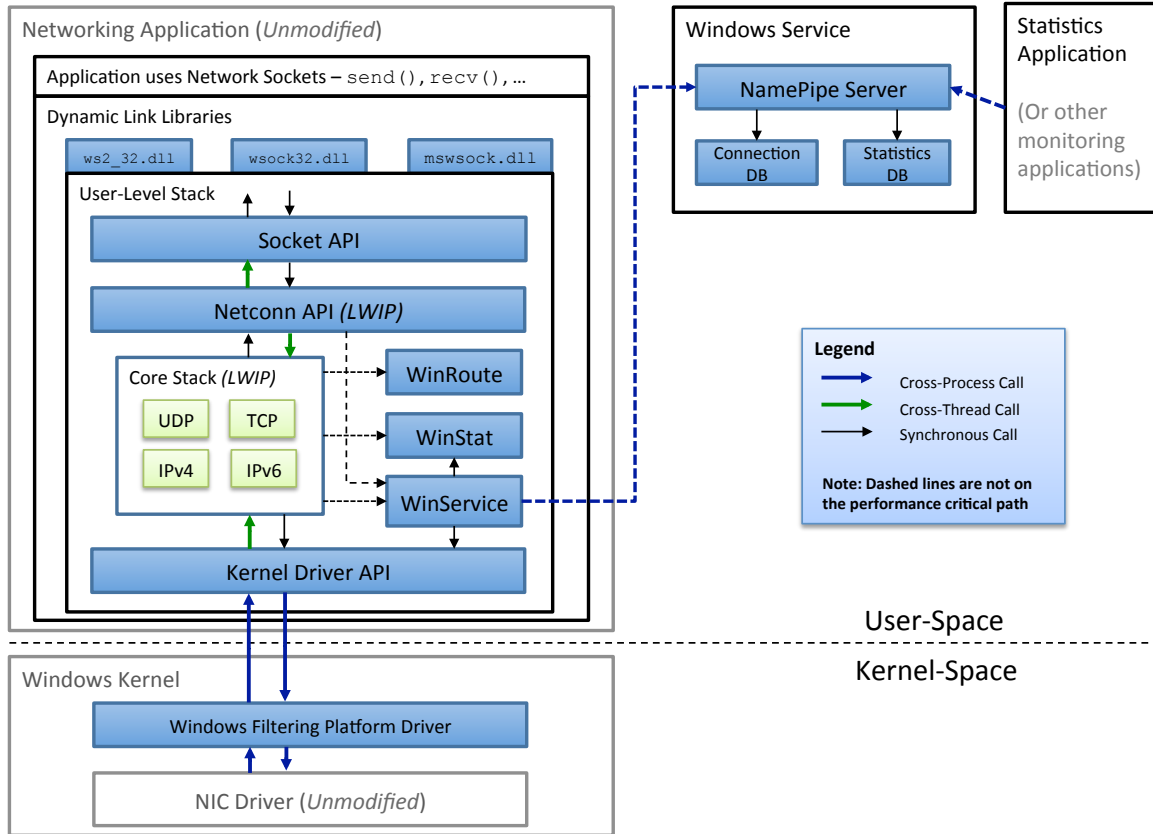 Networking Application (Unmodified)
Application uses Network Sockets – send(), recv(), …
Dynamic Link Libraries
ws2_32.dll
wsock32.dll
mswsock.dll
User-Level Stack
Socket API
Netconn API (LWIP)
Core Stack (LWIP)
UDP
TCP
IPv4
IPv6
WinRoute
WinStat
WinService
Kernel Driver API
Windows Service
NamePipe Server
Connection
DB
Statistics
DB
Statistics
Application
(Or other
monitoring
applications)
Legend
Cross-Process Call
Cross-Thread Call
Synchronous Call
Note: Dashed lines are not on
the performance critical path
User-Space
Kernel-Space
Windows Kernel
Windows Filtering Platform Driver
NIC Driver (Unmodified)